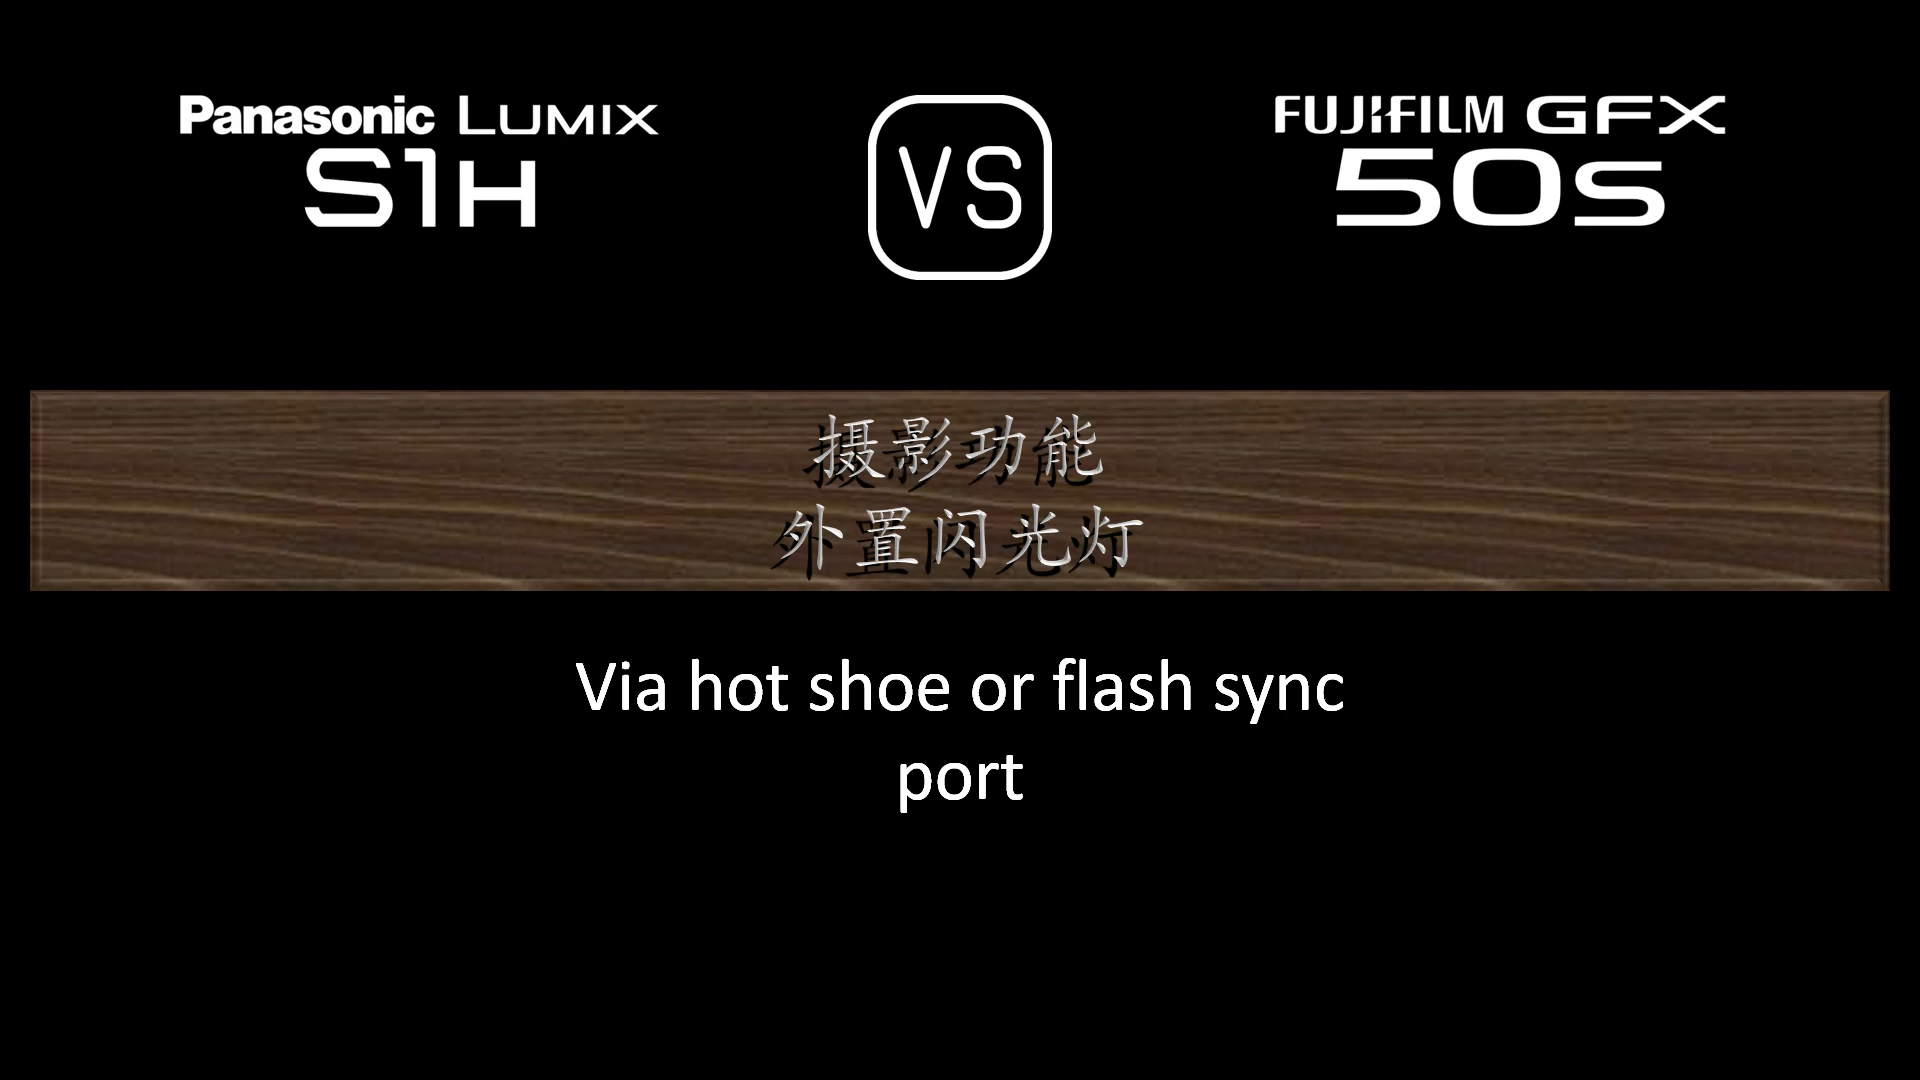 Panasonic LUMIX
S1H
VS
FUJIFILM GFX
50S
摄影功能
外置闪光灯
Via hot shoe or flash sync
port